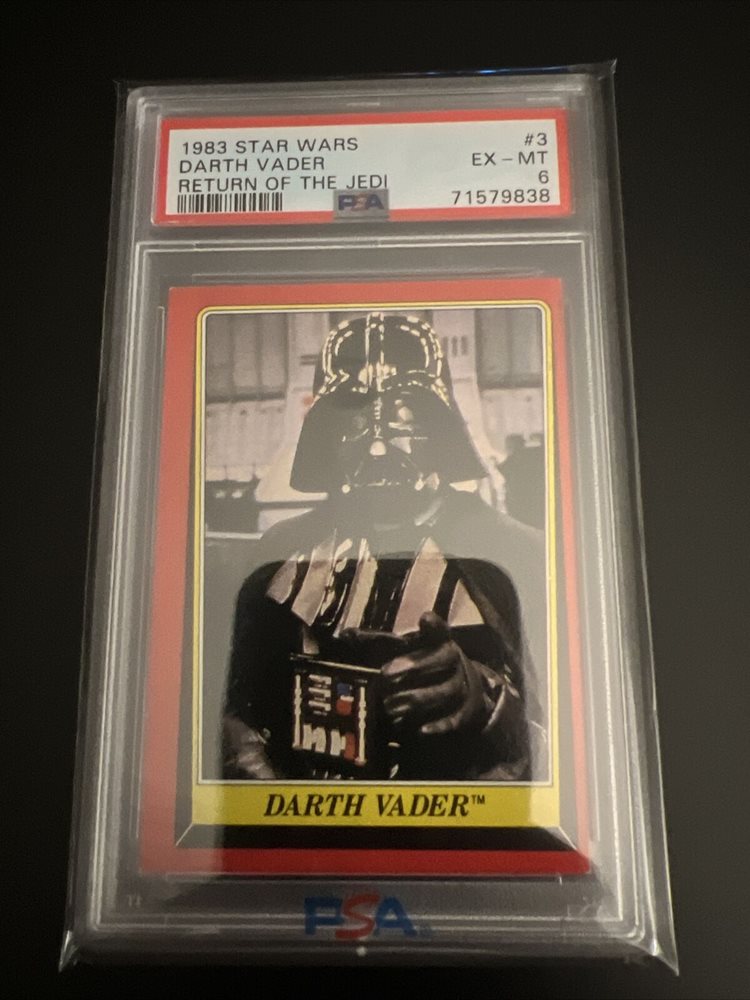 1983 STAR WARS #3
DARTH VADER EX – MT
RETURN OF THE JEDI 6
PSA 71579838
DARTH VADER™
PSA